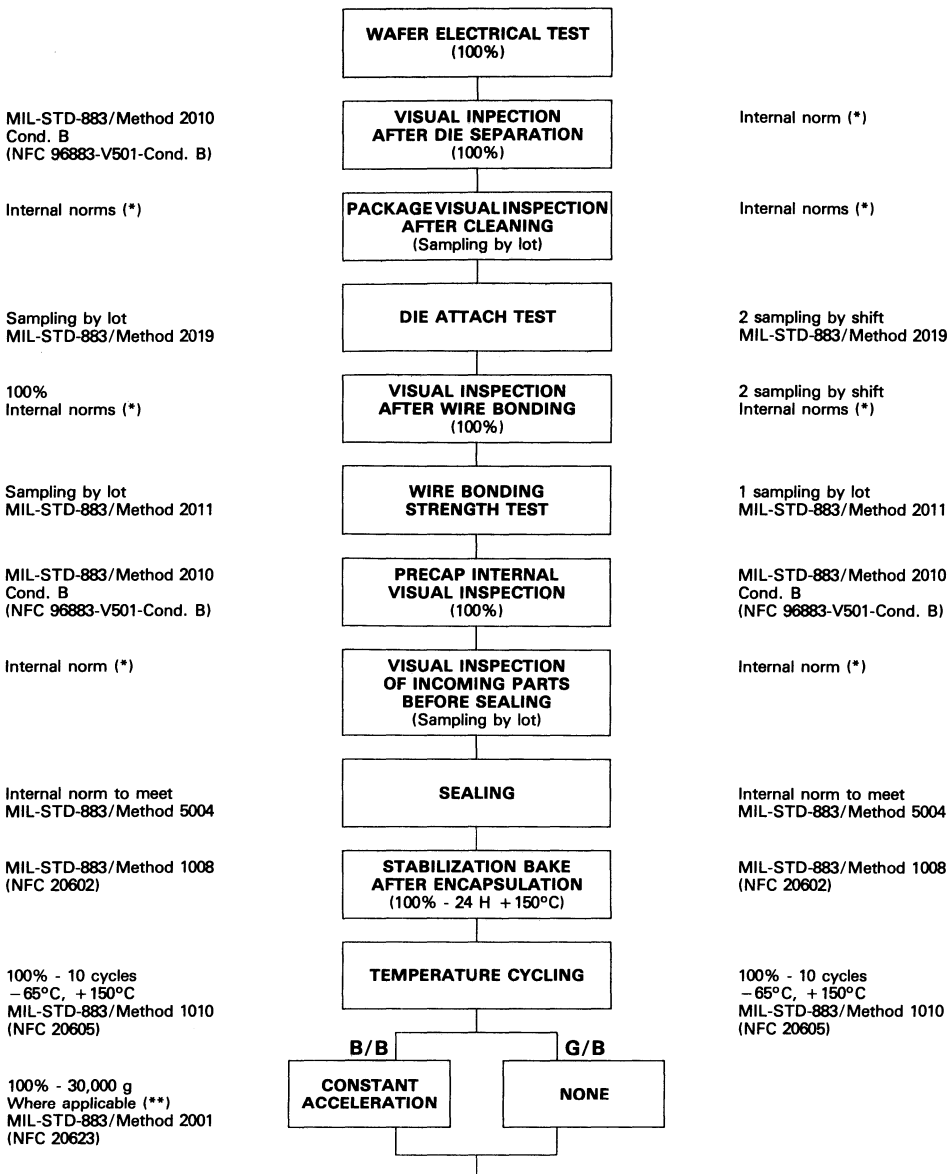 WAFER ELECTRICAL TEST
(100%)
MIL-STD-883/Method 2010
Cond. B
(NFC 96883-V501-Cond. B)
VISUAL INPECTION
AFTER DIE SEPARATION
(100%)
Internal norm (*)
Internal norms (*)
PACKAGE VISUAL INSPECTION
AFTER CLEANING
(Sampling by lot)
Internal norms (*)
Sampling by lot
MIL-STD-883/Method 2019
DIE ATTACH TEST
2 sampling by shift
MIL-STD-883/Method 2019
100%
Internal norms (*)
VISUAL INSPECTION
AFTER WIRE BONDING
(100%)
2 sampling by shift
Internal norms (*)
Sampling by lot
MIL-STD-883/Method 2011
WIRE BONDING
STRENGTH TEST
1 sampling by lot
MIL-STD-883/Method 2011
MIL-STD-883/Method 2010
Cond. B
(NFC 96883-V501-Cond. B)
PRECAP INTERNAL
VISUAL INSPECTION
(100%)
MIL-STD-883/Method 2010
Cond. B
(NFC 96883-V501-Cond. B)
Internal norm (*)
VISUAL INSPECTION
OF INCOMING PARTS
BEFORE SEALING
(Sampling by lot)
Internal norm (*)
Internal norm to meet
MIL-STD-883/Method 5004
SEALING
Internal norm to meet
MIL-STD-883/Method 5004
MIL-STD-883/Method 1008
(NFC 20602)
STABILIZATION BAKE
AFTER ENCAPSULATION
(100% - 24 H +150°C)
MIL-STD-883/Method 1008
(NFC 20602)
100% - 10 cycles
−65°C, +150°C
MIL-STD-883/Method 1010
(NFC 20605)
TEMPERATURE CYCLING
100% - 10 cycles
−65°C, +150°C
MIL-STD-883/Method 1010
(NFC 20605)
B/B
G/B
100% - 30,000 g
Where applicable (**)
MIL-STD-883/Method 2001
(NFC 20623)
CONSTANT
ACCELERATION
NONE